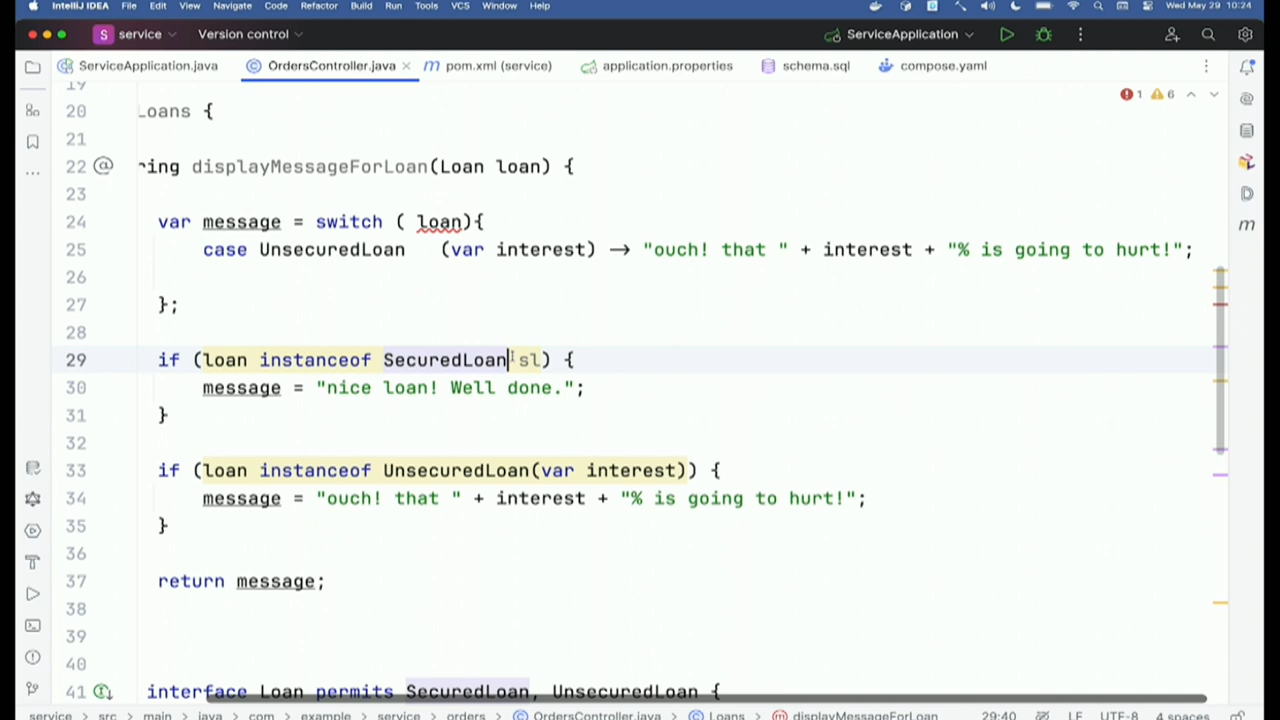 IntelliJ IDEA File Edit View Navigate Code Refactor Build Run Tools VCS Window Help Wed May 29 10:24
S service Version control ServiceApplication
ServiceApplication.java OrdersController.java pom.xml (service) application.properties schema.sql compose.yaml
19
20 Loans { 1 6
21
22 ring displayMessageForLoan(Loan loan) {
23
24 var message = switch ( loan){
25 case UnsecuredLoan (var interest) -> "ouch! that " + interest + "% is going to hurt!";
26
27 };
28
29 if (loan instanceof SecuredLoan sl) {
30 message = "nice loan! Well done.";
31 }
32
33 if (loan instanceof UnsecuredLoan(var interest)) {
34 message = "ouch! that " + interest + "% is going to hurt!";
35 }
36
37 return message;
38
39
40
41 interface Loan permits SecuredLoan, UnsecuredLoan {
service > src > main > java > com > example > service > orders > OrdersController.java > Loans > displayMessageForLoan 29:40 LF UTF-8 4 spaces